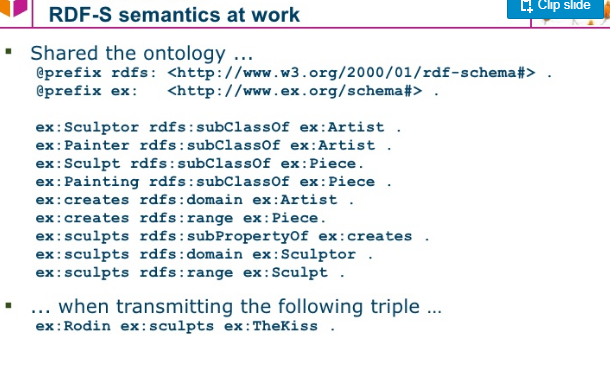 RDF-S semantics at work
Clip slide
▪ Shared the ontology ...
@prefix rdfs: <http://www.w3.org/2000/01/rdf-schema#> .
@prefix ex: <http://www.ex.org/schema#> .
ex:Sculptor rdfs:subClassOf ex:Artist .
ex:Painter rdfs:subClassOf ex:Artist .
ex:Sculpt rdfs:subClassOf ex:Piece.
ex:Painting rdfs:subClassOf ex:Piece .
ex:creates rdfs:domain ex:Artist .
ex:creates rdfs:range ex:Piece.
ex:sculpts rdfs:subPropertyOf ex:creates .
ex:sculpts rdfs:domain ex:Sculptor .
ex:sculpts rdfs:range ex:Sculpt .
▪ ... when transmitting the following triple ...
ex:Rodin ex:sculpts ex:TheKiss .